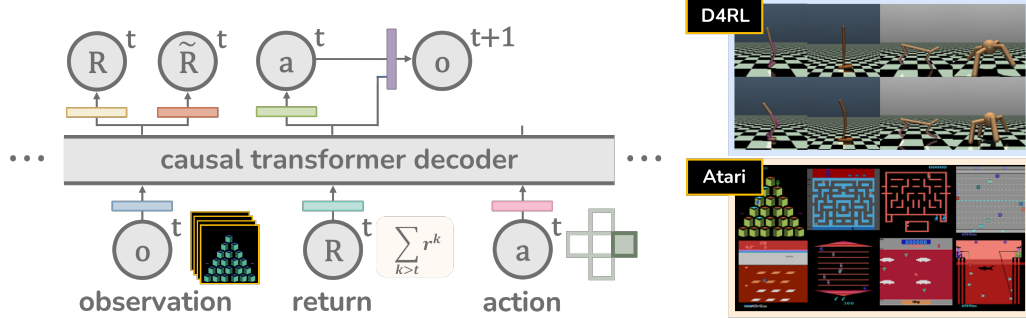 R t
R̃ t
a t
o t+1
... causal transformer decoder ...
o t
R t
∑ r^k
k>t
a t
observation
return
action
D4RL
Atari